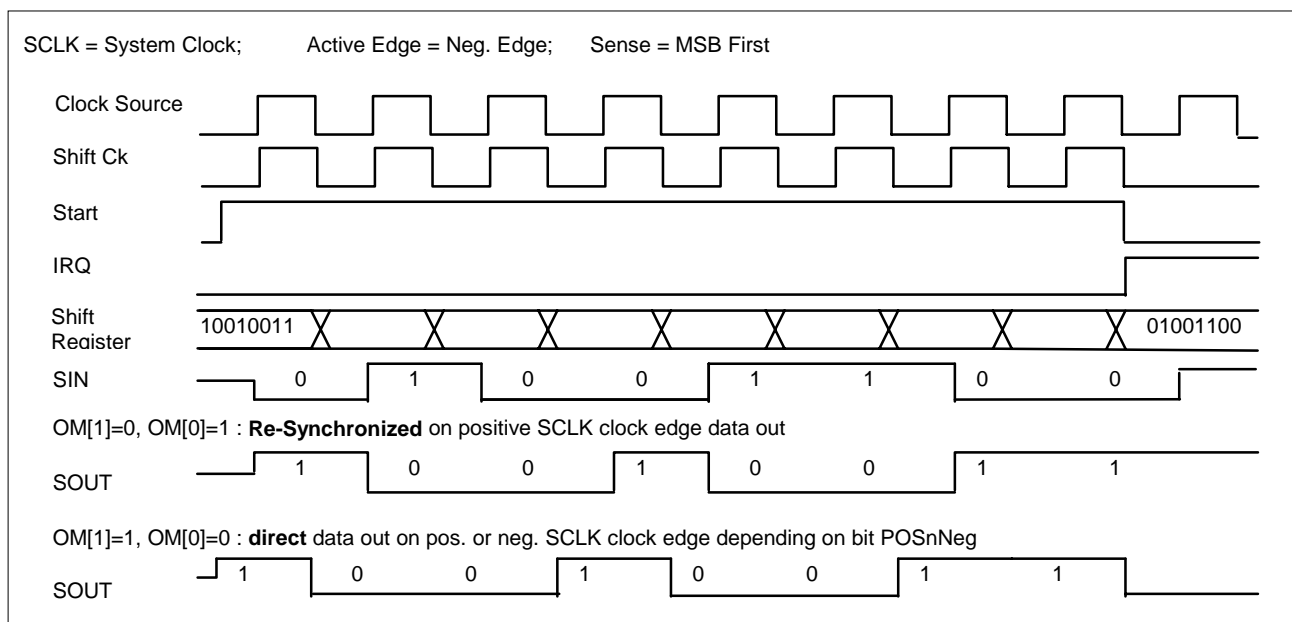 SCLK = System Clock; Active Edge = Neg. Edge; Sense = MSB First
Clock Source
Shift Ck
Start
IRQ
Shift
Register
10010011 01001100
SIN 0 1 0 0 1 1 0 0
OM[1]=0, OM[0]=1 : Re-Synchronized on positive SCLK clock edge data out
SOUT 1 0 0 1 0 0 1 1
OM[1]=1, OM[0]=0 : direct data out on pos. or neg. SCLK clock edge depending on bit POSnNeg
SOUT 1 0 0 1 0 0 1 1